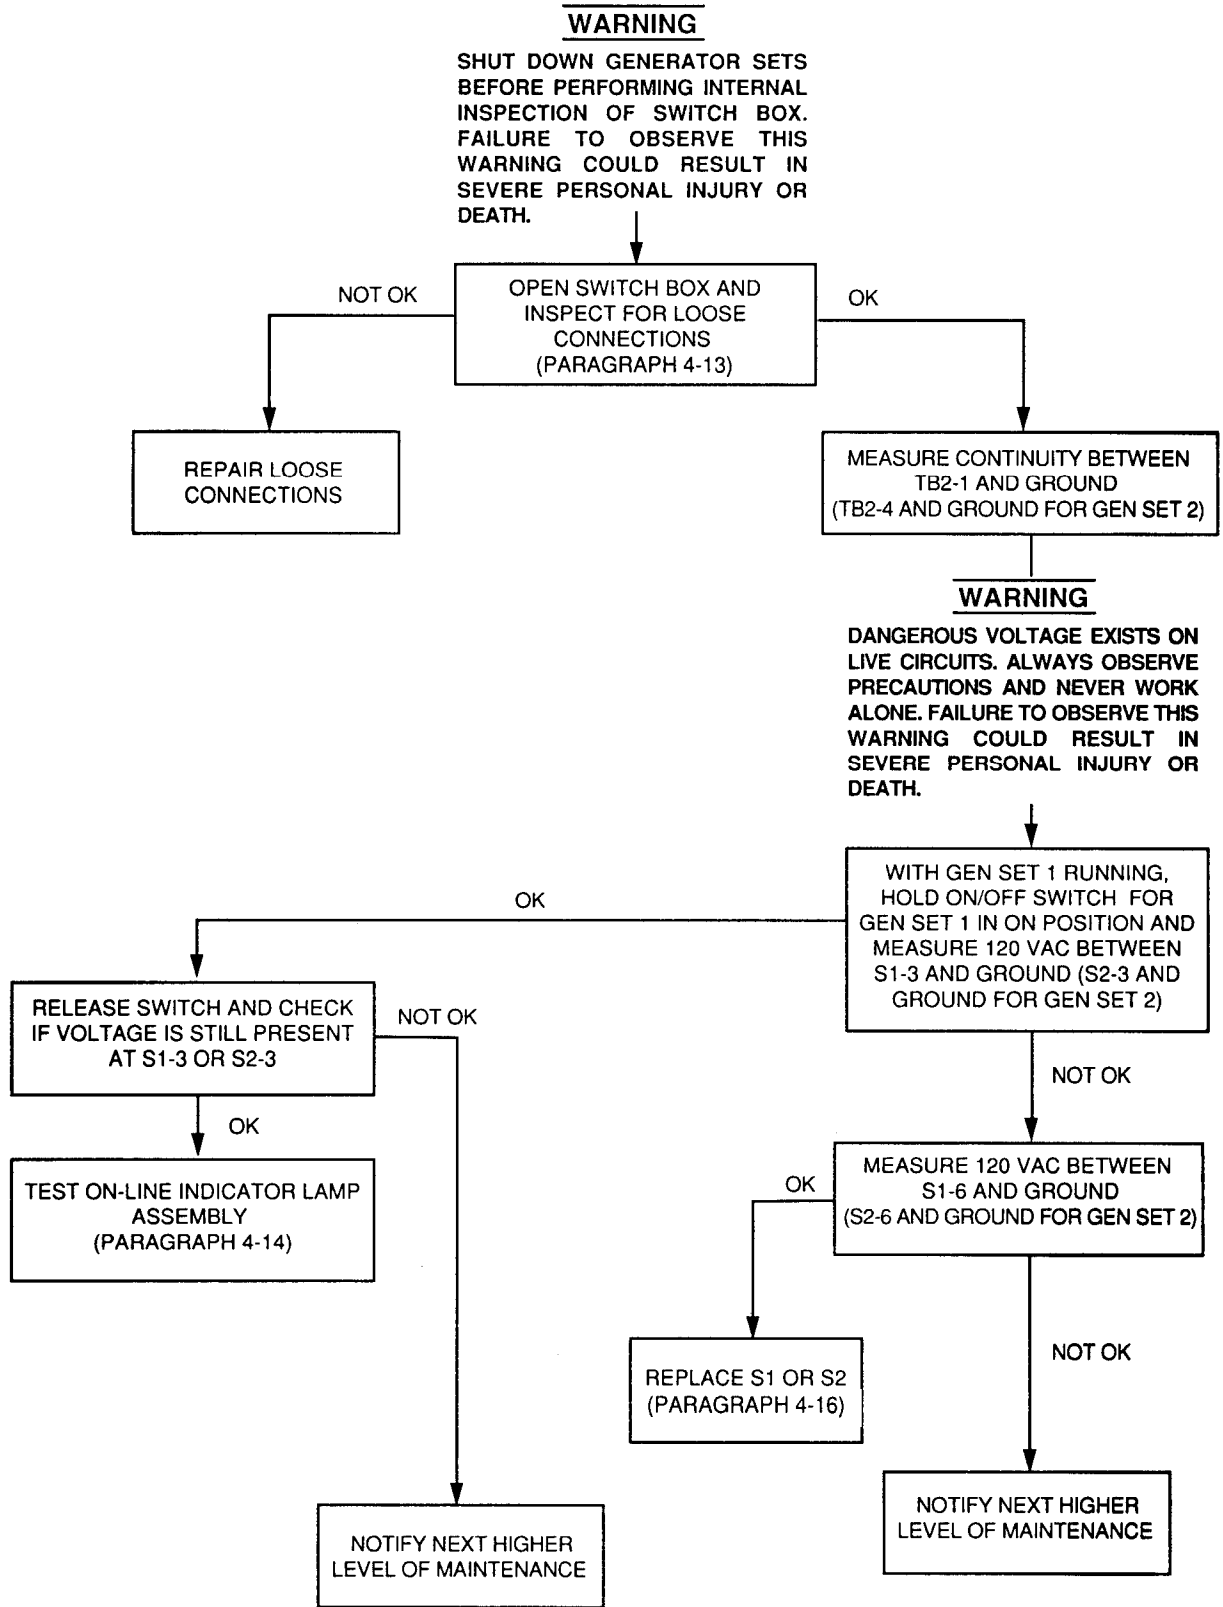 WARNING
SHUT DOWN GENERATOR SETS
BEFORE PERFORMING INTERNAL
INSPECTION OF SWITCH BOX.
FAILURE TO OBSERVE THIS
WARNING COULD RESULT IN
SEVERE PERSONAL INJURY OR
DEATH.
NOT OK
OPEN SWITCH BOX AND
INSPECT FOR LOOSE
CONNECTIONS
(PARAGRAPH 4-13)
OK
REPAIR LOOSE
CONNECTIONS
MEASURE CONTINUITY BETWEEN
TB2-1 AND GROUND
(TB2-4 AND GROUND FOR GEN SET 2)
WARNING
DANGEROUS VOLTAGE EXISTS ON
LIVE CIRCUITS. ALWAYS OBSERVE
PRECAUTIONS AND NEVER WORK
ALONE. FAILURE TO OBSERVE THIS
WARNING COULD RESULT IN
SEVERE PERSONAL INJURY OR
DEATH.
WITH GEN SET 1 RUNNING,
HOLD ON/OFF SWITCH FOR
GEN SET 1 IN ON POSITION AND
MEASURE 120 VAC BETWEEN
S1-3 AND GROUND (S2-3 AND
GROUND FOR GEN SET 2)
OK
RELEASE SWITCH AND CHECK
IF VOLTAGE IS STILL PRESENT
AT S1-3 OR S2-3
NOT OK
NOT OK
OK
TEST ON-LINE INDICATOR LAMP
ASSEMBLY
(PARAGRAPH 4-14)
MEASURE 120 VAC BETWEEN
S1-6 AND GROUND
(S2-6 AND GROUND FOR GEN SET 2)
OK
NOT OK
REPLACE S1 OR S2
(PARAGRAPH 4-16)
NOTIFY NEXT HIGHER
LEVEL OF MAINTENANCE
NOTIFY NEXT HIGHER
LEVEL OF MAINTENANCE